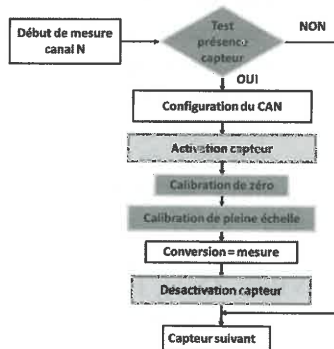 Début de mesure
canal N
Test
présence
capteur
NON
OUI
Configuration du CAN
Activation capteur
Calibration de zéro
Calibration de pleine échelle
Conversion = mesure
Désactivation capteur
Capteur suivant